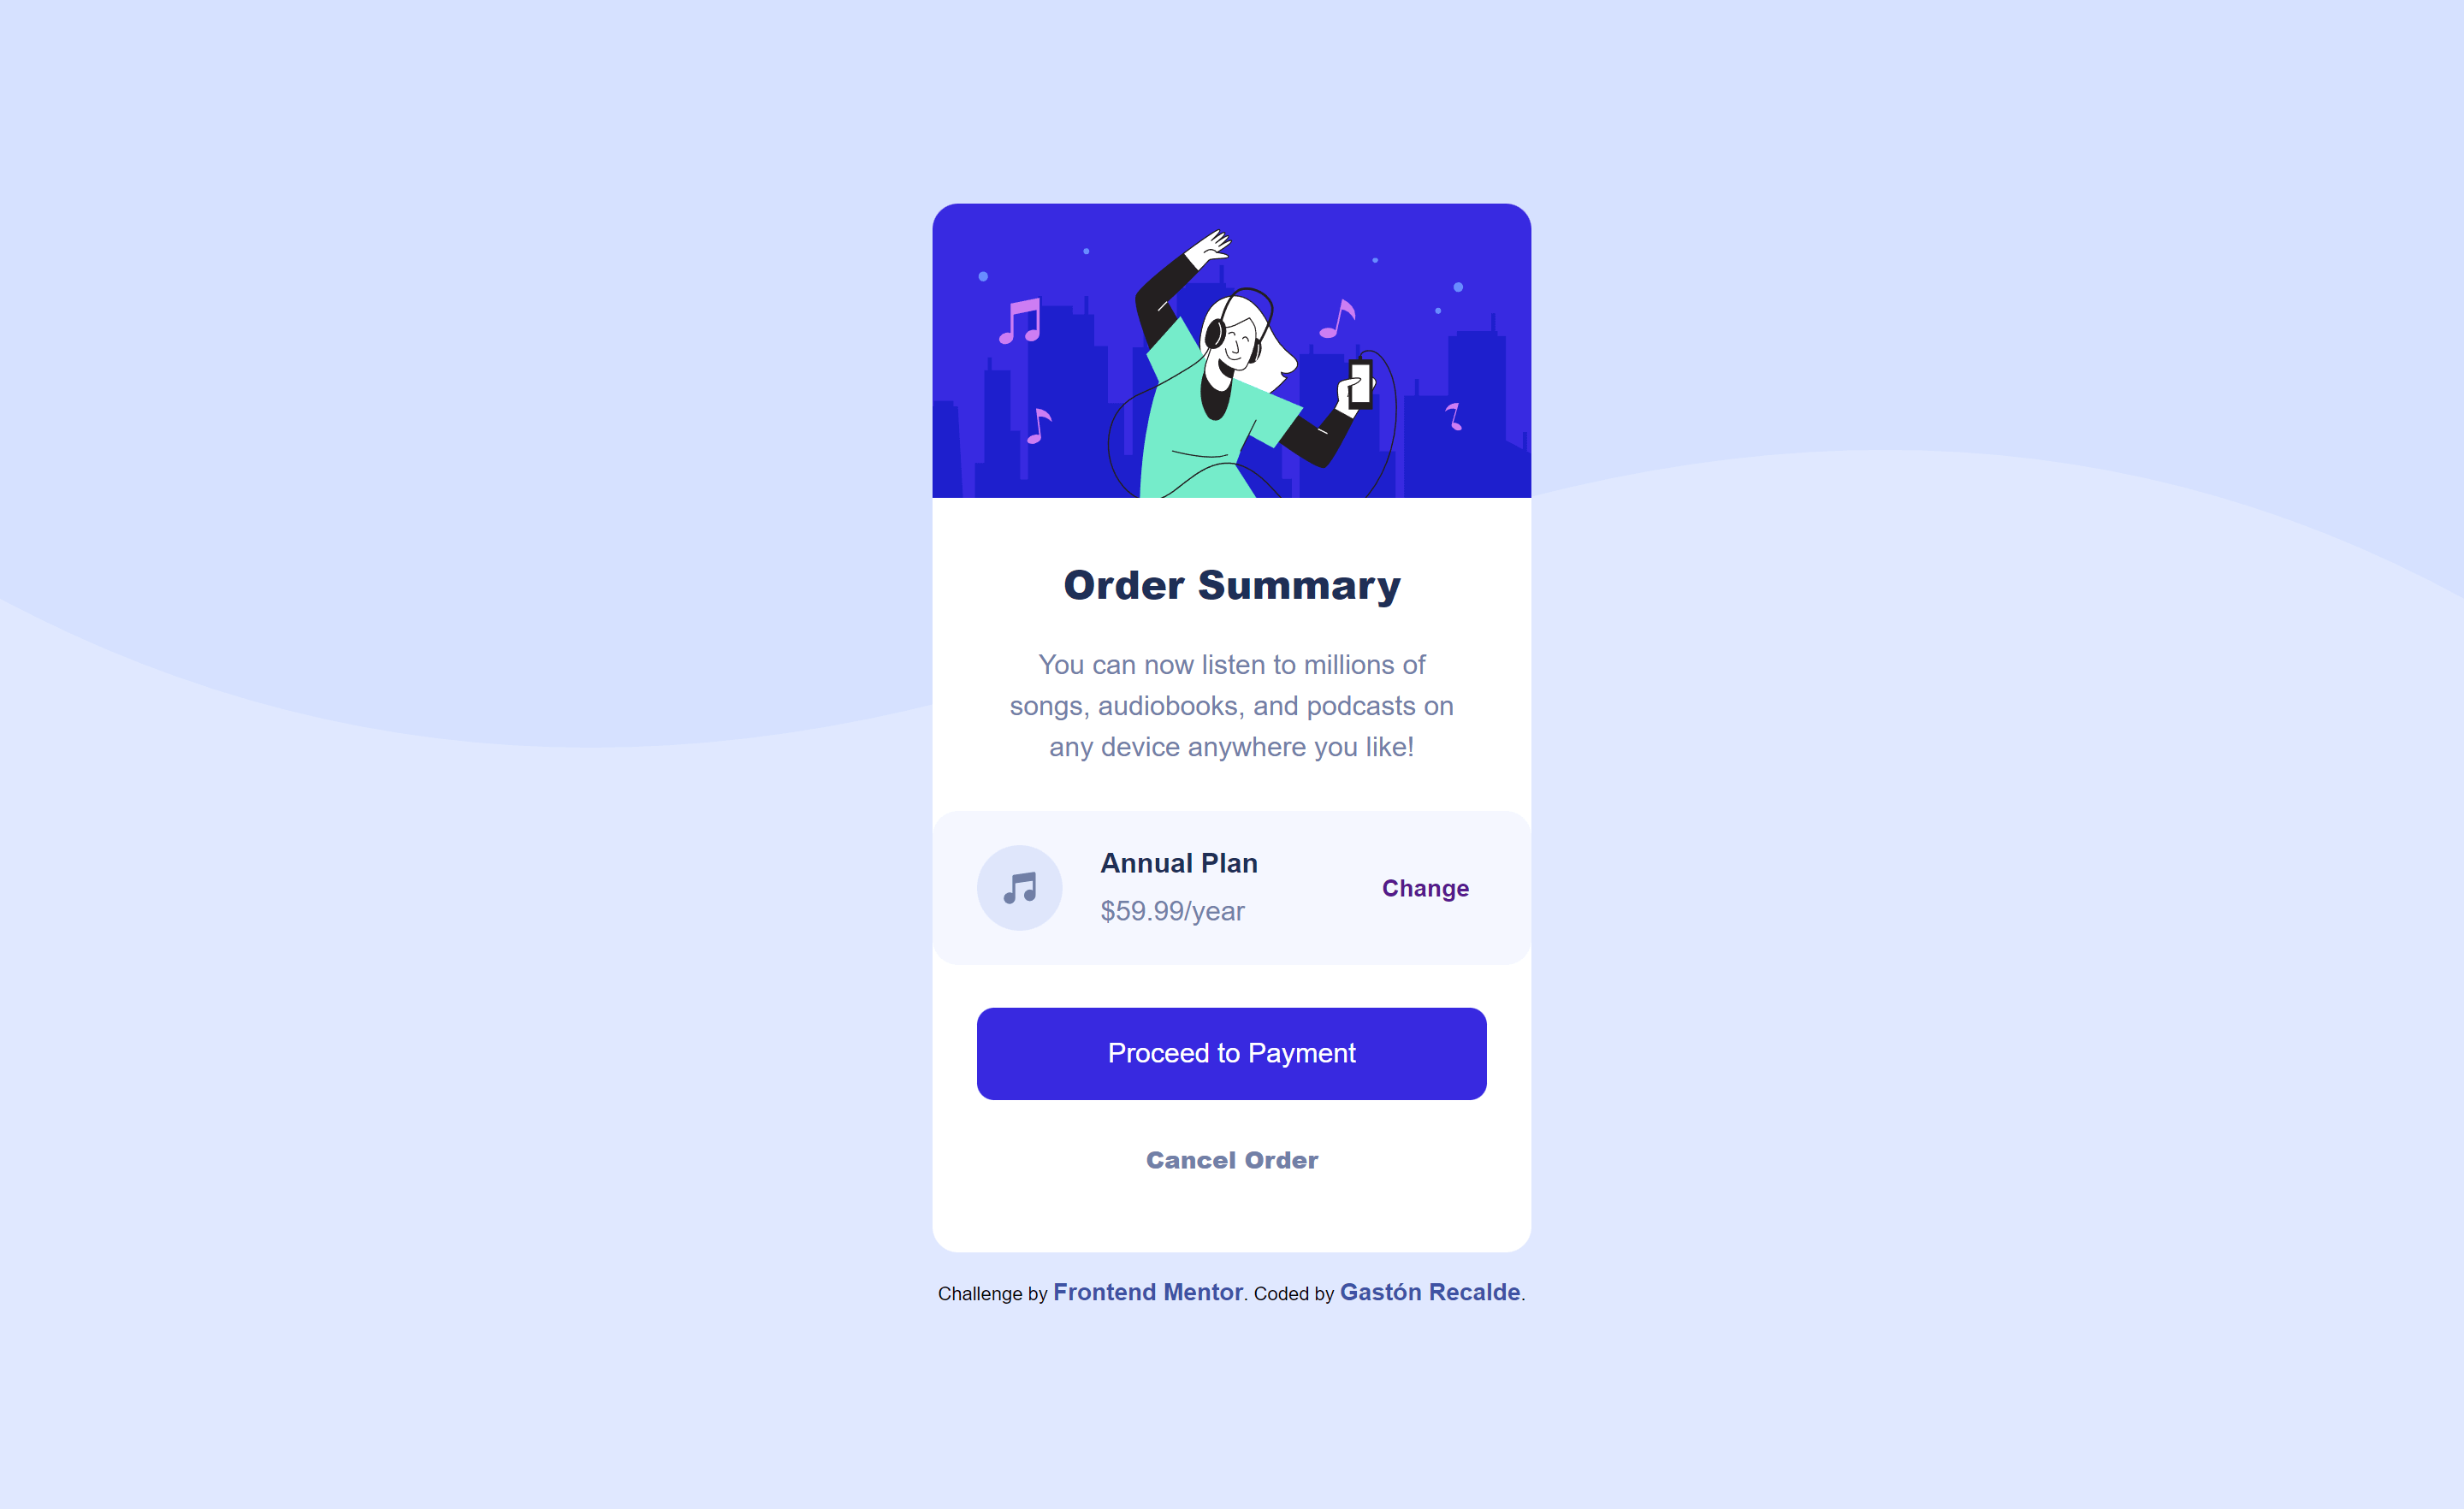 Order Summary
You can now listen to millions of
songs, audiobooks, and podcasts on
any device anywhere you like!
Annual Plan
$59.99/year
Change
Proceed to Payment
Cancel Order
Challenge by Frontend Mentor. Coded by Gastón Recalde.